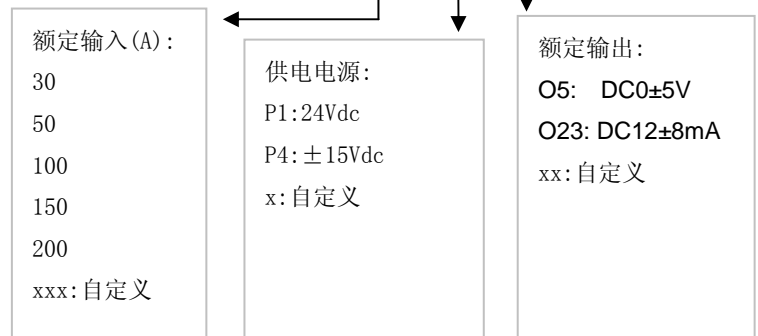 额定输入(A):
30
50
100
150
200
xxx:自定义
供电电源:
P1:24Vdc
P4:±15Vdc
x:自定义
额定输出:
O5: DC0±5V
O23: DC12±8mA
xx:自定义